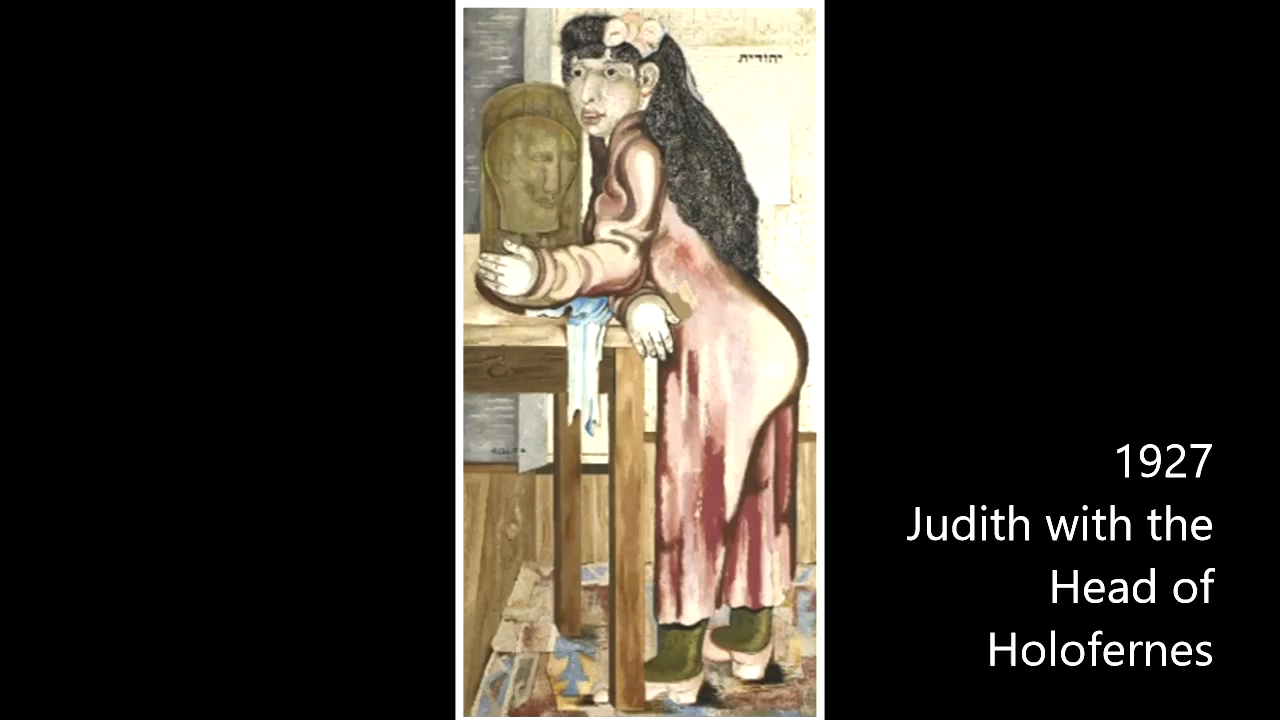 יהודית
1927
Judith with the
Head of
Holofernes